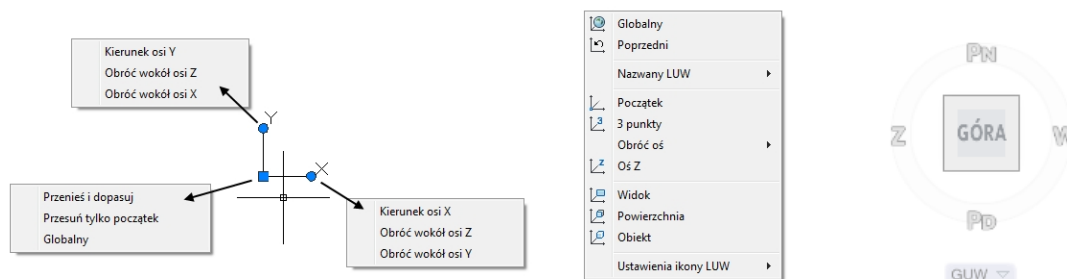 Kierunek osi Y
Obróć wokół osi Z
Obróć wokół osi X
Y
X
Przenieś i dopasuj
Przesuń tylko początek
Globalny
Kierunek osi X
Obróć wokół osi Z
Obróć wokół osi Y
Globalny
Poprzedni
Nazwany LUW
Początek
3 punkty
Obróć oś
Oś Z
Widok
Powierzchnia
Obiekt
Ustawienia ikony LUW
PN
Z
GÓRA
W
PD
GUW